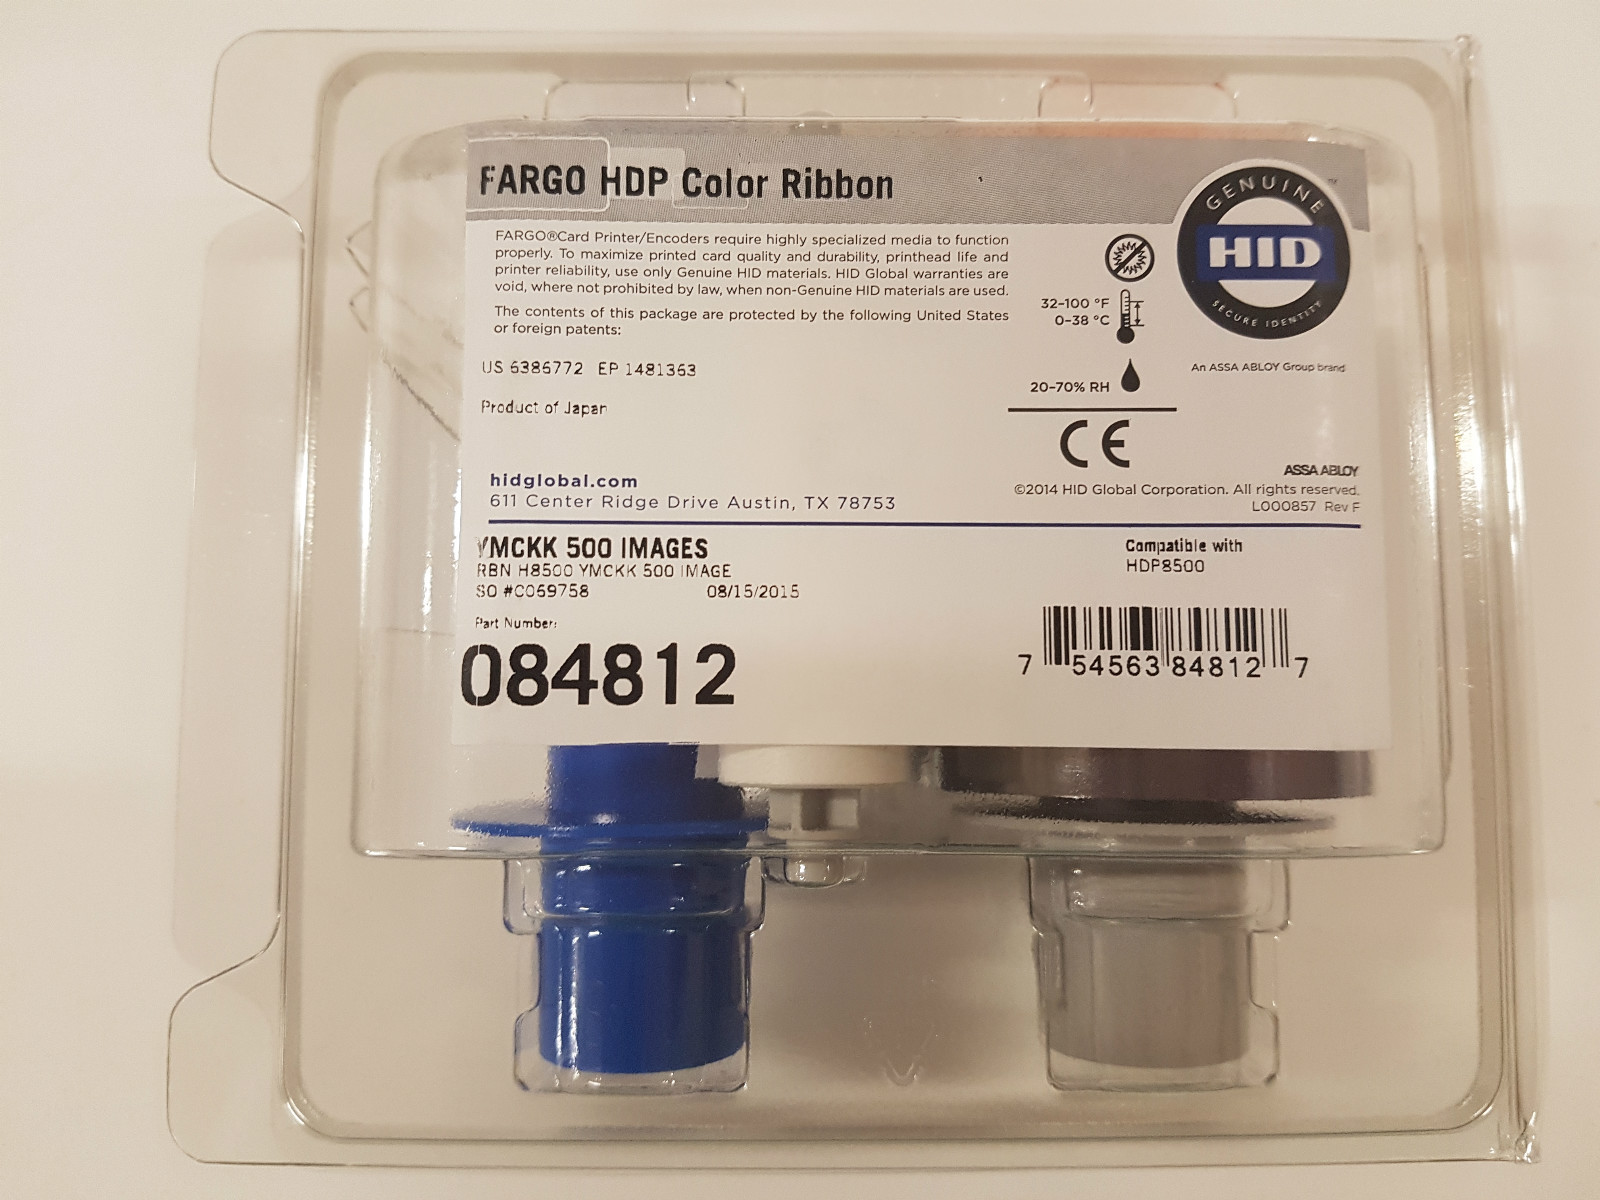 FARGO HDP Color Ribbon
GENUINE
HID
SECURE IDENTITY
An ASSA ABLOY Group brand
FARGO®Card Printer/Encoders require highly specialized media to function
properly. To maximize printed card quality and durability, printhead life and
printer reliability, use only Genuine HID materials. HID Global warranties are
void, where not prohibited by law, when non-Genuine HID materials are used.
The contents of this package are protected by the following United States
or foreign patents:
32-100 °F
0-38 °C
20-70% RH
US 6386772 EP 1481363
Product of Japan
CE
hidglobal.com
611 Center Ridge Drive Austin, TX 78753
ASSA ABLOY
©2014 HID Global Corporation. All rights reserved.
L000857 Rev F
YMCKK 500 IMAGES
RBN H8500 YMCKK 500 IMAGE
SO #C069758 08/15/2015
Part Number:
084812
Compatible with
HDP8500
7 54563 84812 7